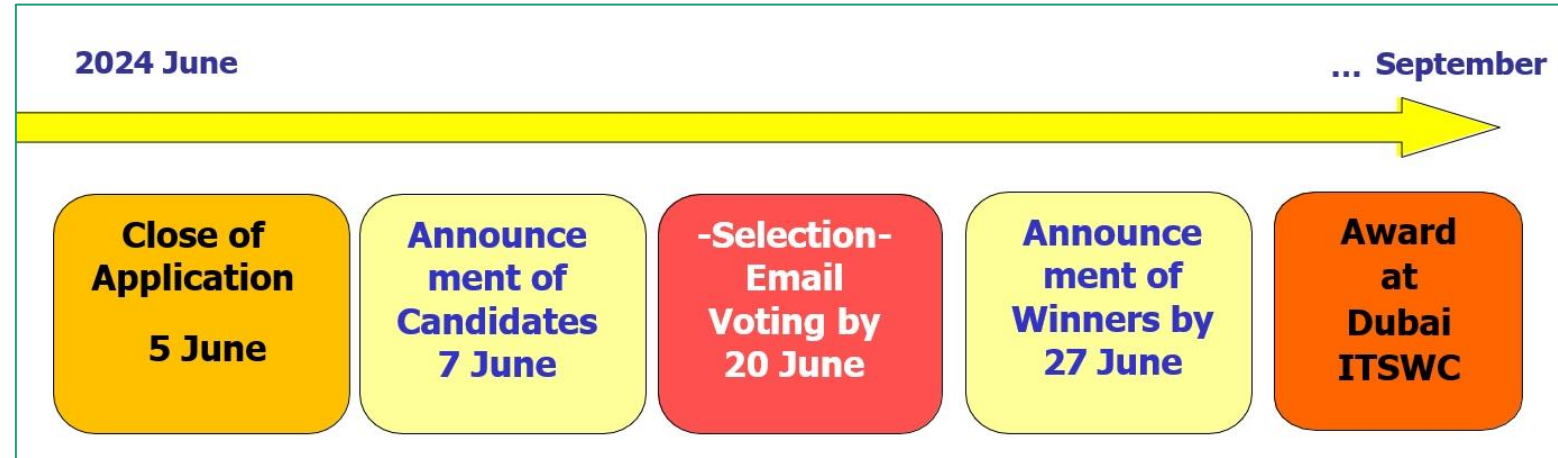 2024 June
... September
Close of
Application
5 June
Announce
ment of
Candidates
7 June
-Selection-
Email
Voting by
20 June
Announce
ment of
Winners by
27 June
Award
at
Dubai
ITSWC